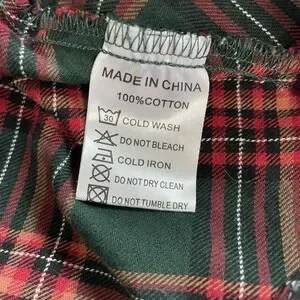 MADE IN CHINA
100%COTTON
30 COLD WASH
DO NOT BLEACH
COLD IRON
DO NOT DRY CLEAN
DO NOT TUMBLE DRY